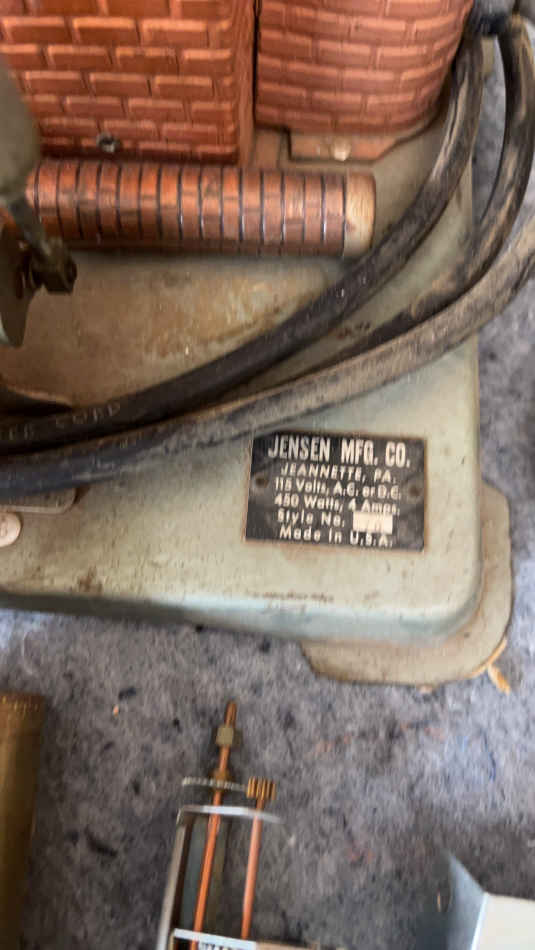 JENSEN MFG. CO.
JEANNETTE, PA.
115 Volts, A.C. or D.C.
450 Watts, 4 Amps.
Style No.
Made in U.S.A.